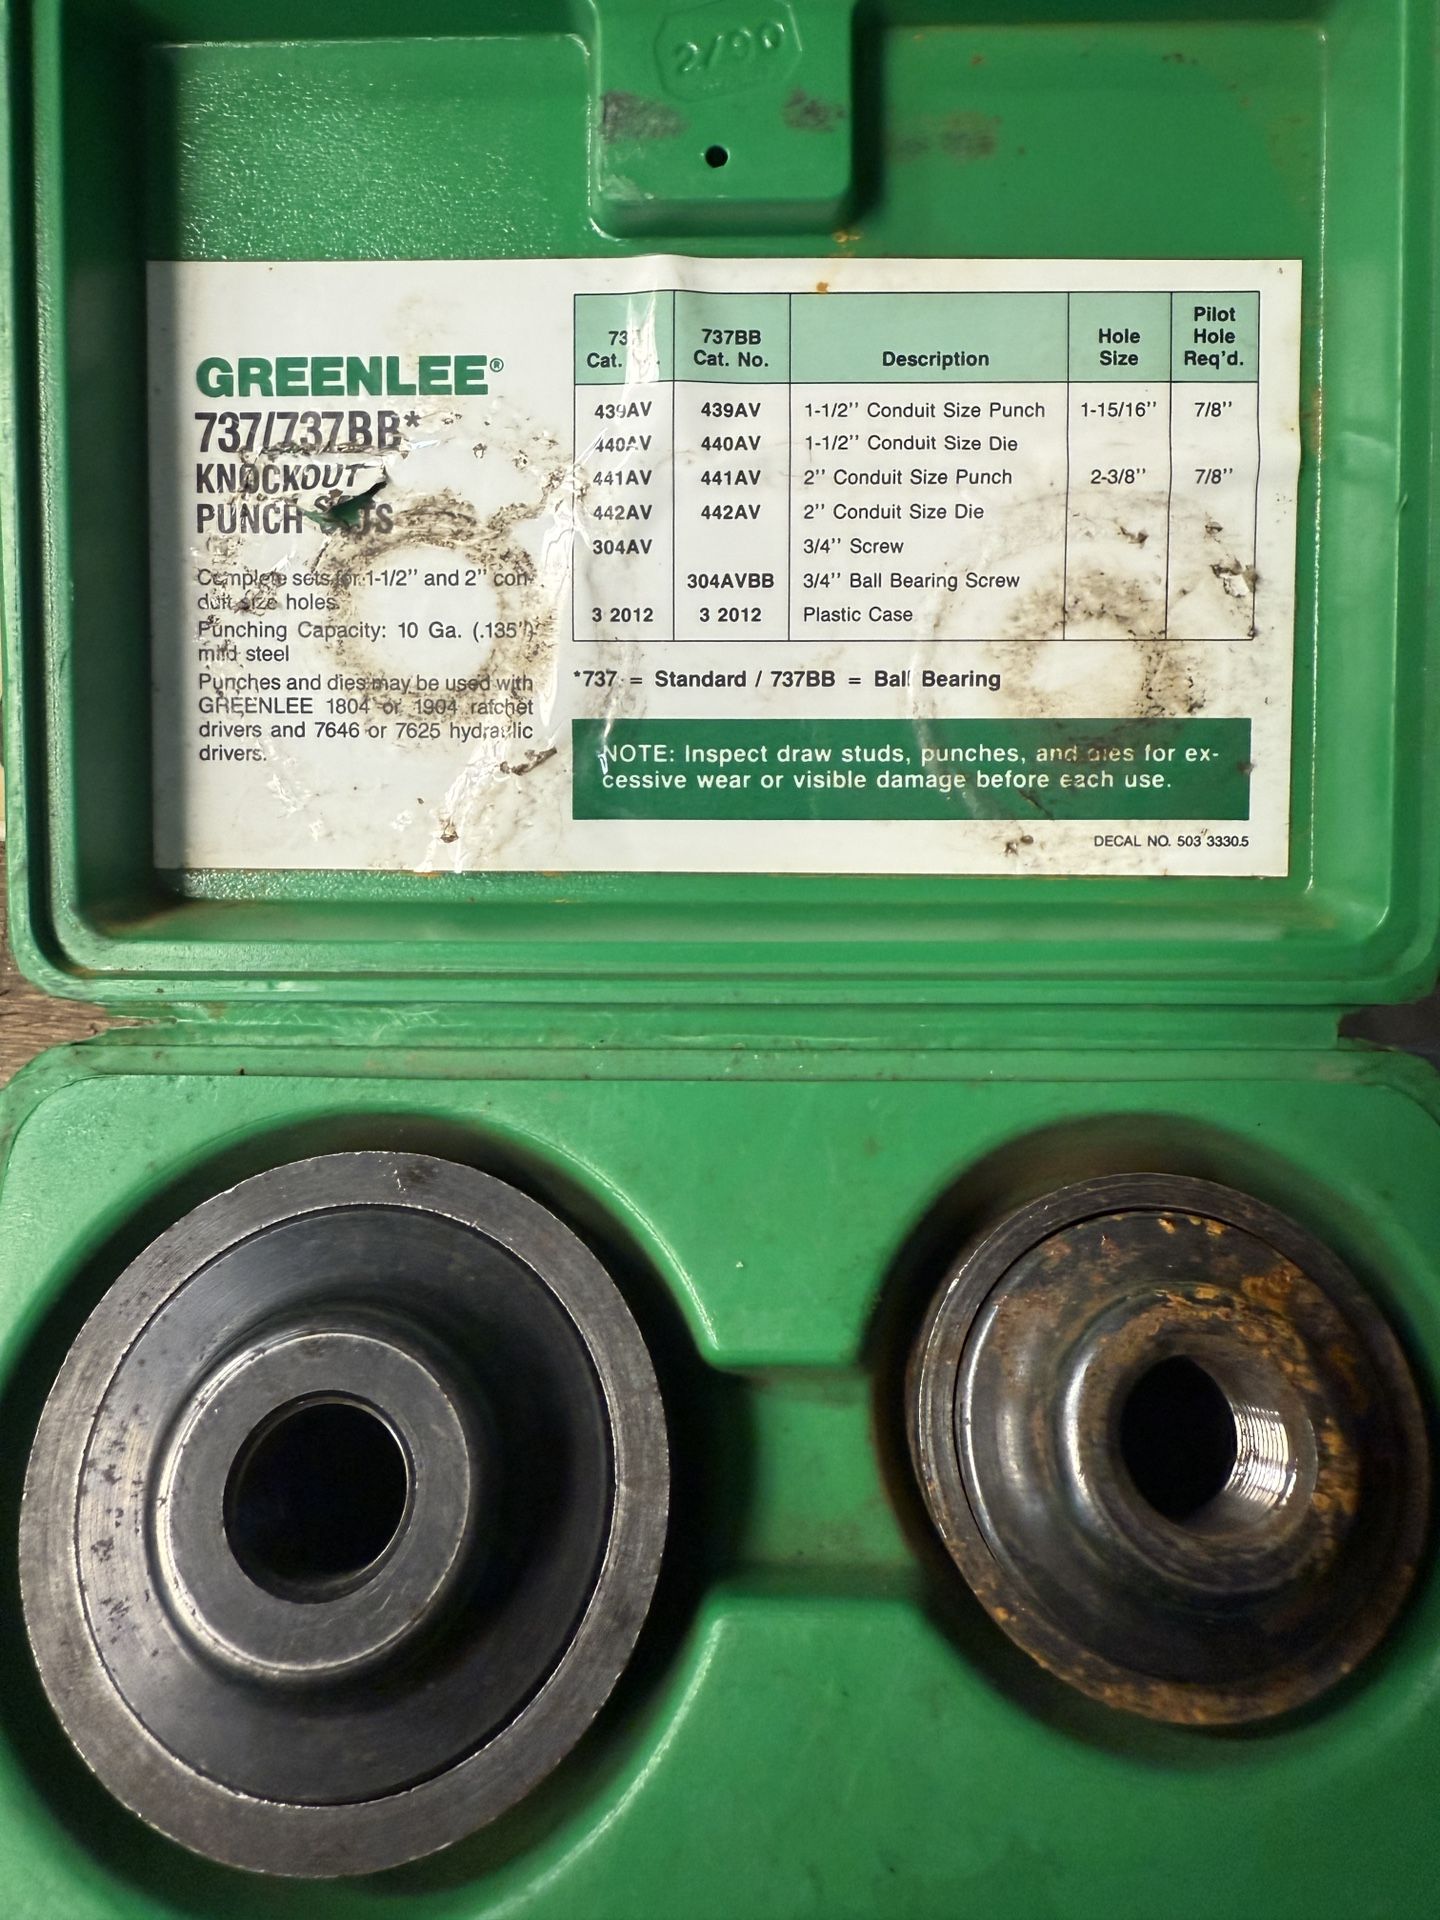 2/90
GREENLEE®
737/737BB*
KNOCKOUT
PUNCH SETS
Complete sets for 1-1/2" and 2" con-
duit size holes.
Punching Capacity: 10 Ga. (.135")
mild steel
Punches and dies may be used with
GREENLEE 1804 or 1904 ratchet
drivers and 7646 or 7625 hydraulic
drivers.
737 Cat. No. 737BB Cat. No. Description Hole Size Pilot Hole Req'd.
439AV 439AV 1-1/2" Conduit Size Punch 1-15/16" 7/8"
440AV 440AV 1-1/2" Conduit Size Die
441AV 441AV 2" Conduit Size Punch 2-3/8" 7/8"
442AV 442AV 2" Conduit Size Die
304AV 3/4" Screw
304AVBB 3/4" Ball Bearing Screw
3 2012 3 2012 Plastic Case
*737 = Standard / 737BB = Ball Bearing
NOTE: Inspect draw studs, punches, and dies for ex-
cessive wear or visible damage before each use.
DECAL NO. 503 3330.5